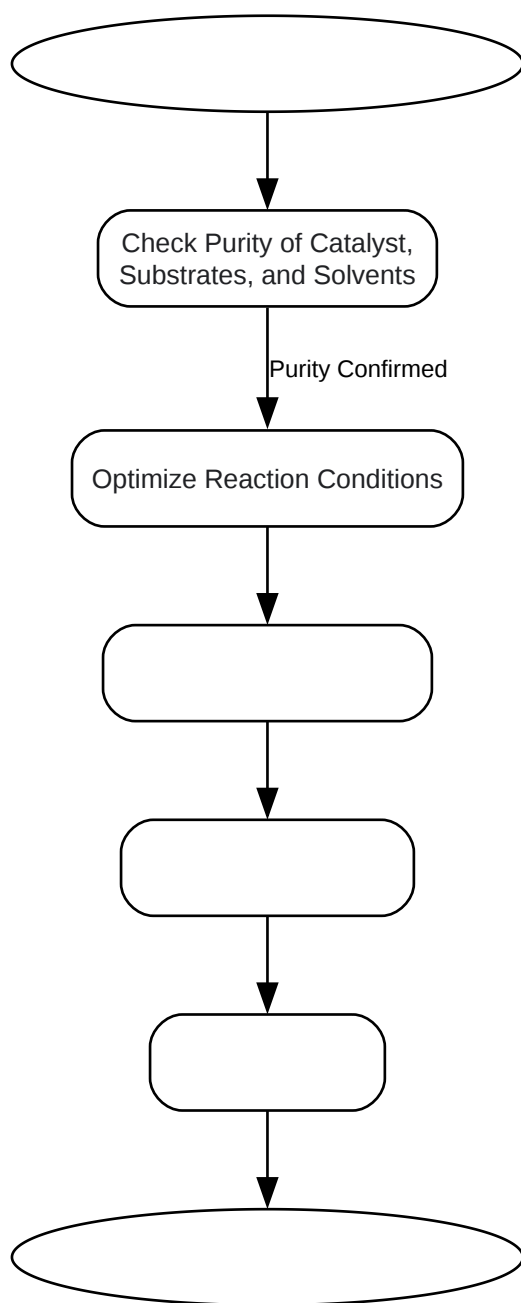 Check Purity of Catalyst,
Substrates, and Solvents
Purity Confirmed
Optimize Reaction Conditions